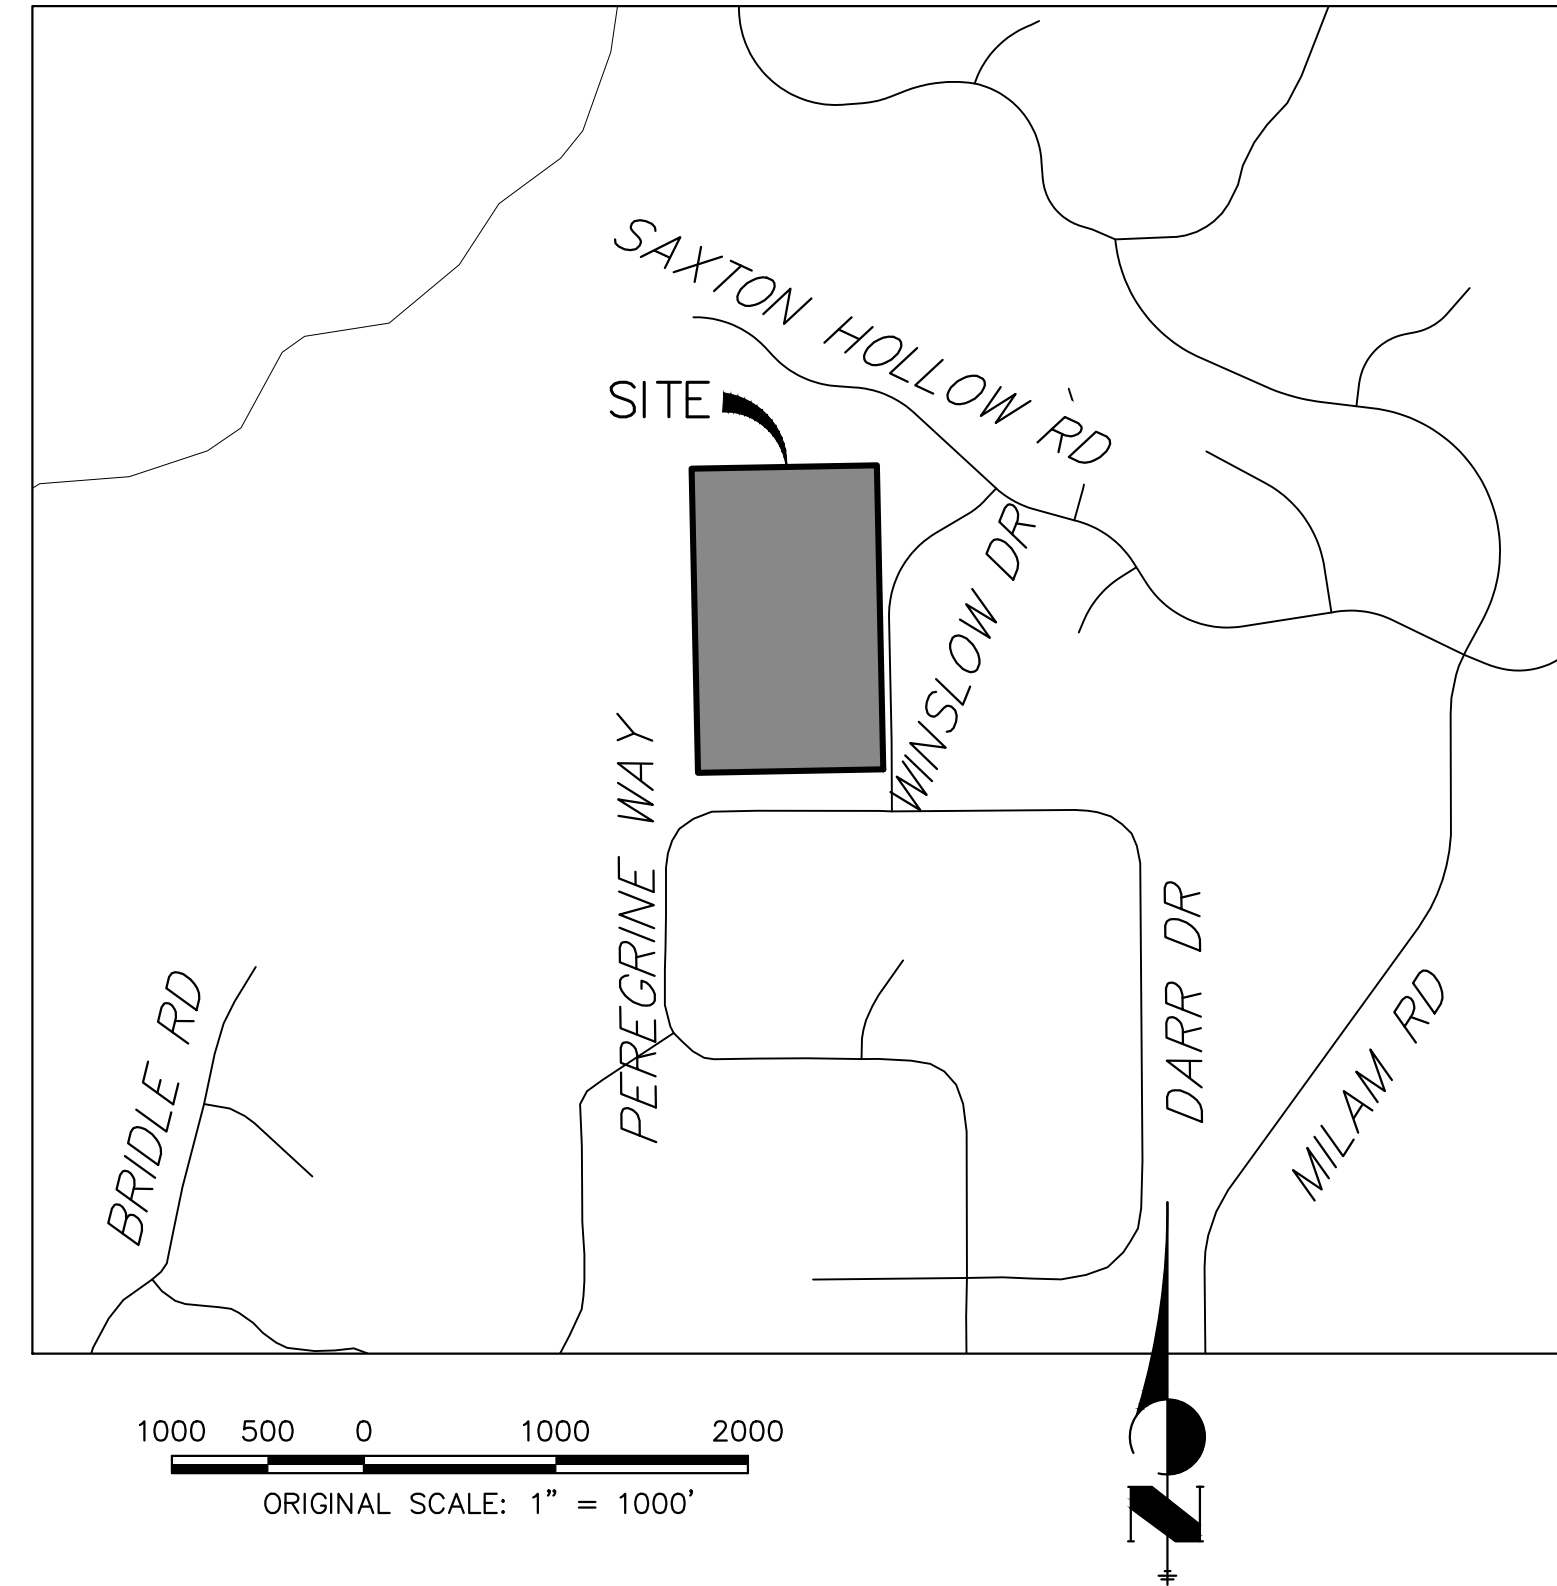 SAXTON HOLLOW RD
SITE
WINSLOW DR
PEREGRINE WAY
DARR DR
BRIDLE RD
MILAM RD
1000 500 0 1000 2000
ORIGINAL SCALE: 1" = 1000'
N